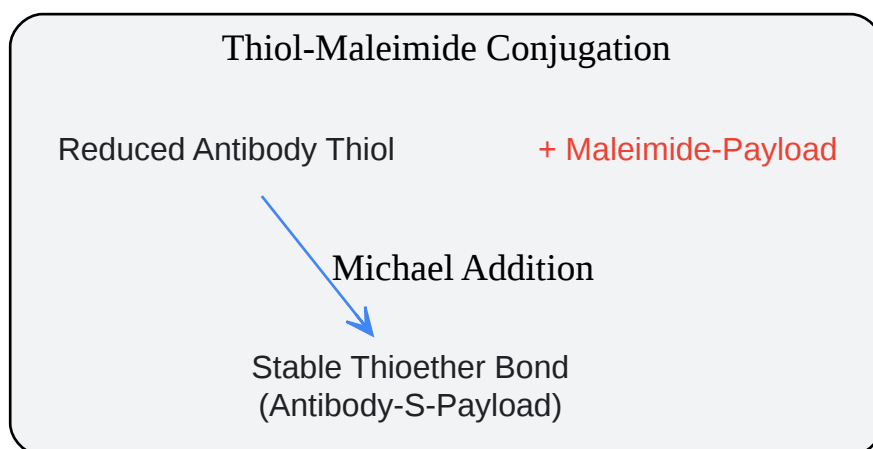 Thiol-Maleimide Conjugation
Reduced Antibody Thiol + Maleimide-Payload
Michael Addition
Stable Thioether Bond
(Antibody-S-Payload)